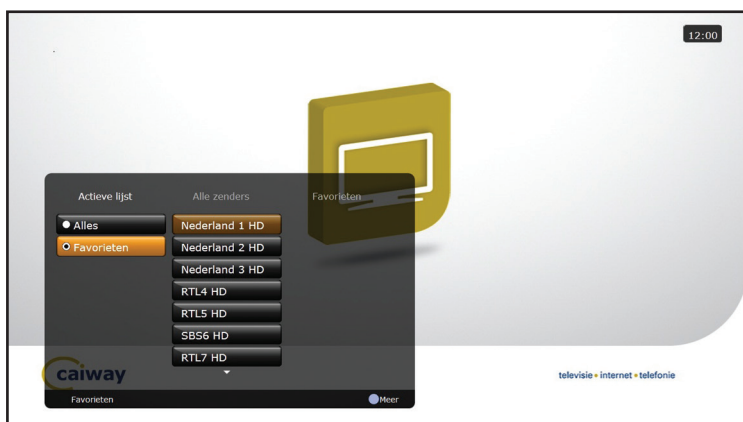 12:00
Actieve lijst
Alle zenders
Favorieten
Alles
Favorieten
Nederland 1 HD
Nederland 2 HD
Nederland 3 HD
RTL4 HD
RTL5 HD
SBS6 HD
RTL7 HD
caiway
televisie • internet • telefonie
Favorieten
Meer